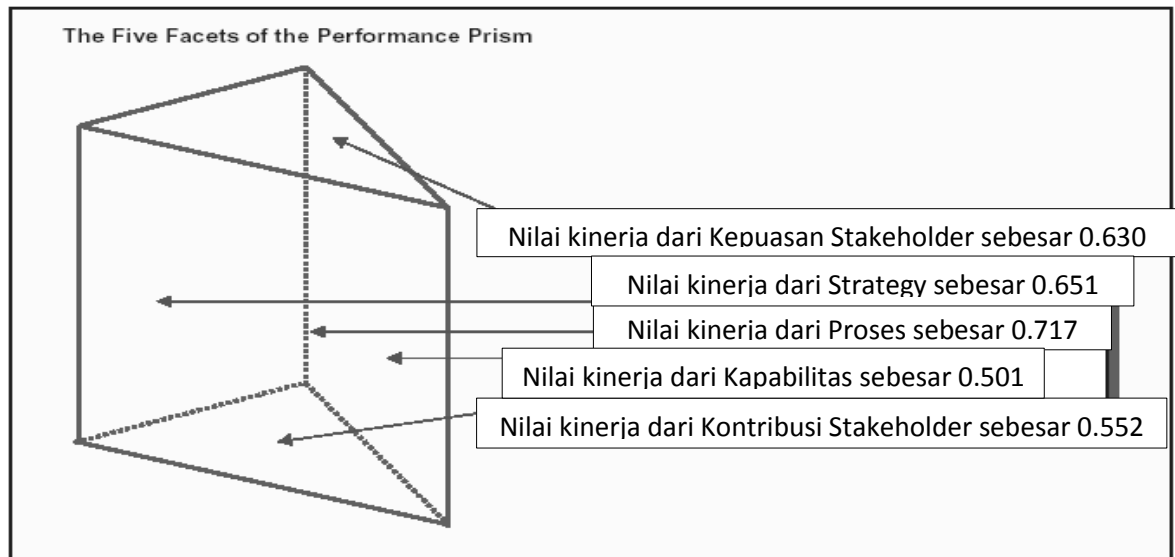 The Five Facets of the Performance Prism
Nilai kinerja dari Kepuasan Stakeholder sebesar 0.630
Nilai kinerja dari Strategy sebesar 0.651
Nilai kinerja dari Proses sebesar 0.717
Nilai kinerja dari Kapabilitas sebesar 0.501
Nilai kinerja dari Kontribusi Stakeholder sebesar 0.552